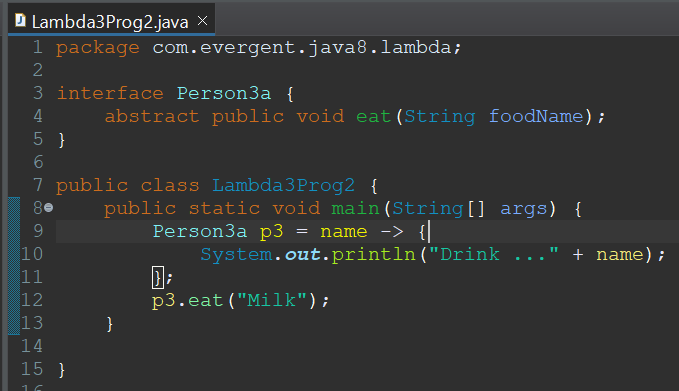 Lambda3Prog2.java
1 package com.evergent.java8.lambda;
2
3 interface Person3a {
4     abstract public void eat(String foodName);
5 }
6
7 public class Lambda3Prog2 {
8     public static void main(String[] args) {
9         Person3a p3 = name -> {
10             System.out.println("Drink ..." + name);
11         };
12         p3.eat("Milk");
13     }
14
15 }
16